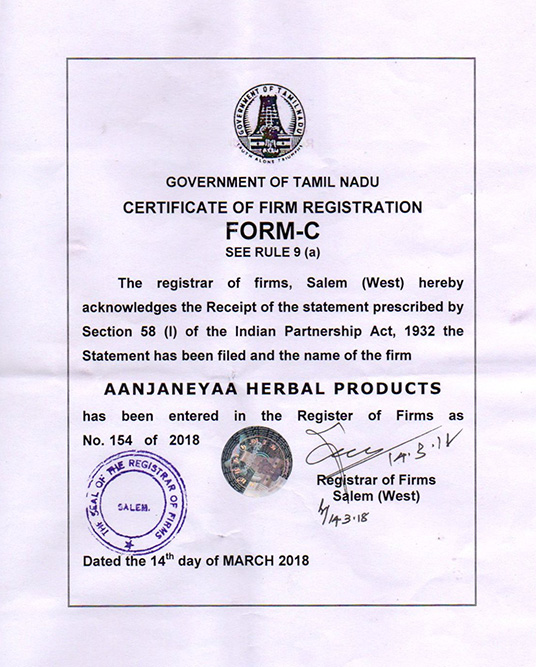 GOVERNMENT OF TAMILNADU
TRUTH ALONE TRIUMPHS
GOVERNMENT OF TAMIL NADU
CERTIFICATE OF FIRM REGISTRATION
FORM-C
SEE RULE 9 (a)
The registrar of firms, Salem (West) hereby
acknowledges the Receipt of the statement prescribed by
Section 58 (I) of the Indian Partnership Act, 1932 the
Statement has been filed and the name of the firm
AANJANEYAA HERBAL PRODUCTS
has been entered in the Register of Firms as
No. 154 of 2018
14.3.18
THE SEAL OF THE REGISTRAR OF FIRMS
SALEM.
Registrar of Firms
Salem (West)
14.3.18
Dated the 14th day of MARCH 2018